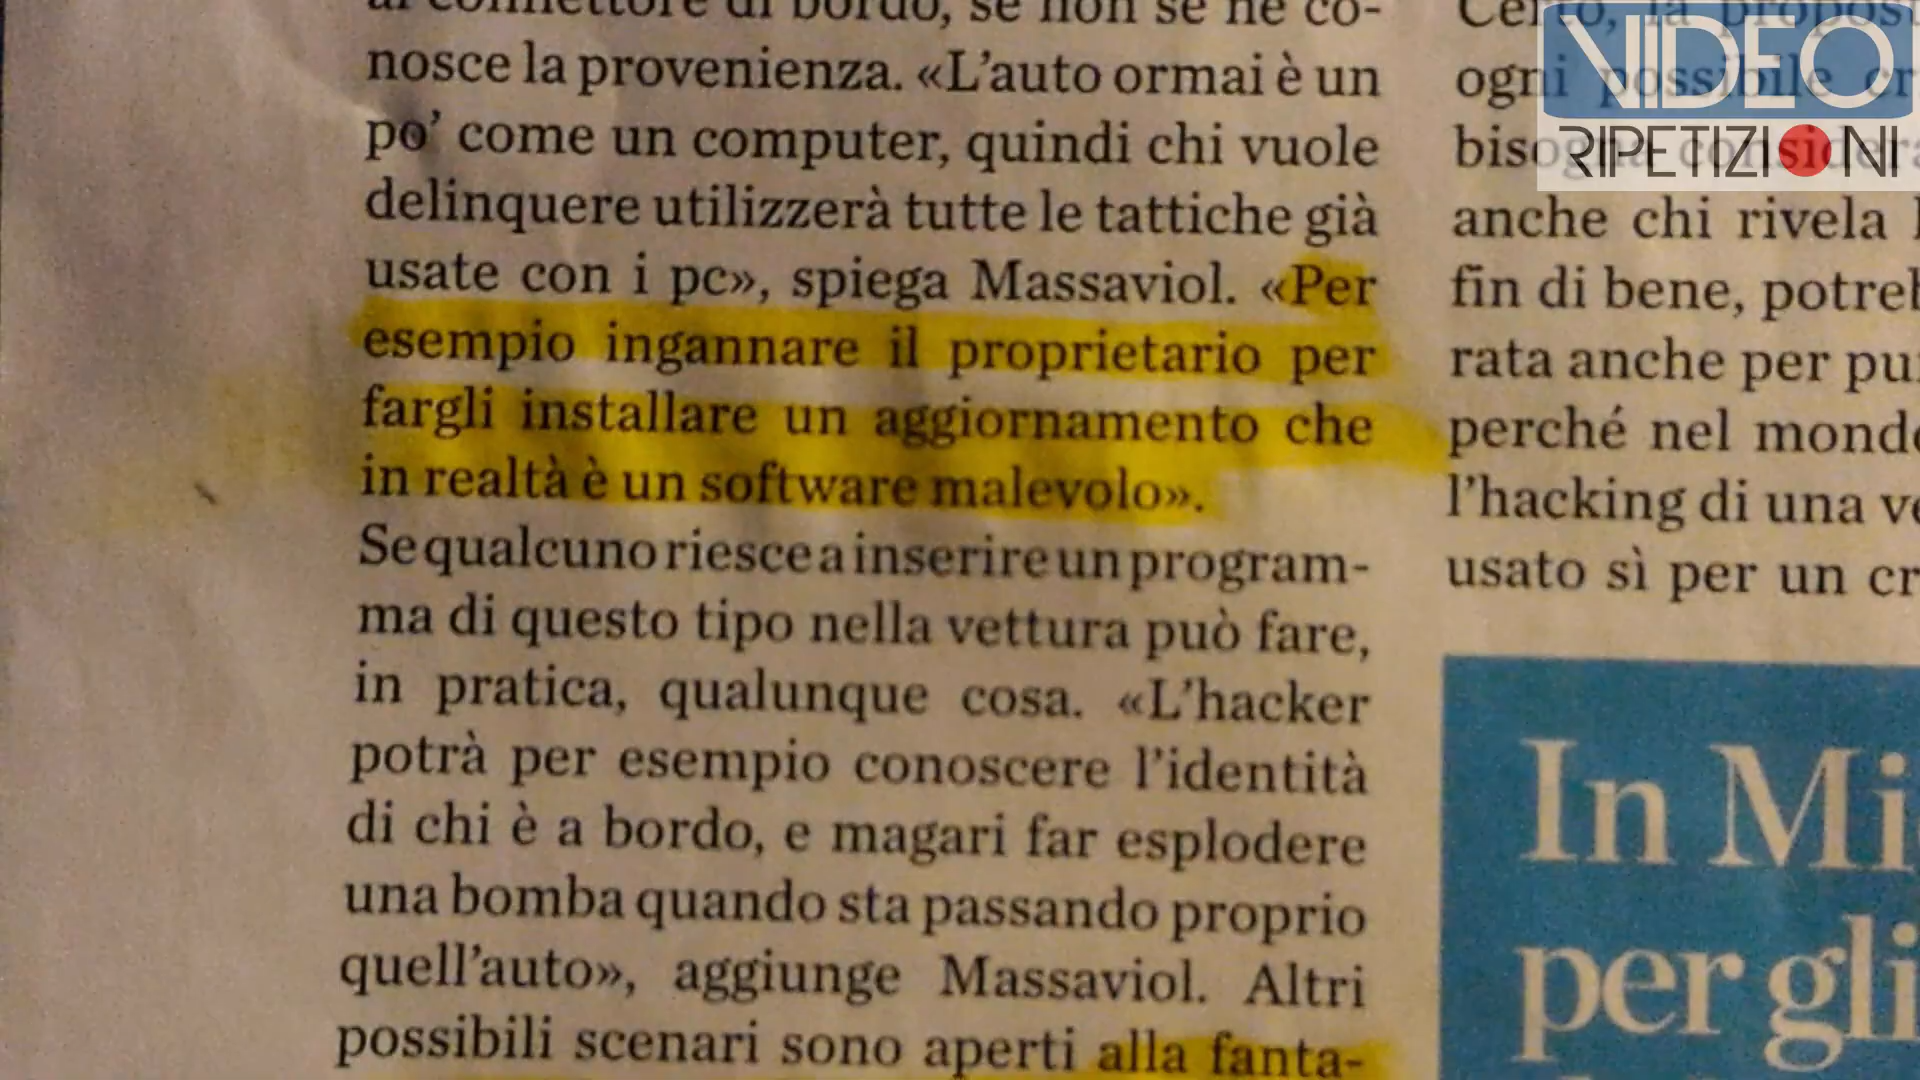 al connettore di bordo, se non se ne co-
nosce la provenienza. «L'auto ormai è un
po' come un computer, quindi chi vuole
delinquere utilizzerà tutte le tattiche già
usate con i pc», spiega Massaviol. «Per
esempio ingannare il proprietario per
fargli installare un aggiornamento che
in realtà è un software malevolo».
Se qualcuno riesce a inserire un program-
ma di questo tipo nella vettura può fare,
in pratica, qualunque cosa. «L'hacker
potrà per esempio conoscere l'identità
di chi è a bordo, e magari far esplodere
una bomba quando sta passando proprio
quell'auto», aggiunge Massaviol. Altri
possibili scenari sono aperti alla fanta-
ogni possibile
anche chi rivela
fin di bene,
rata anche per
perché nel
l'hacking di una
usato sì per un
In
per gli
VIDEO
RIPETIZIONI